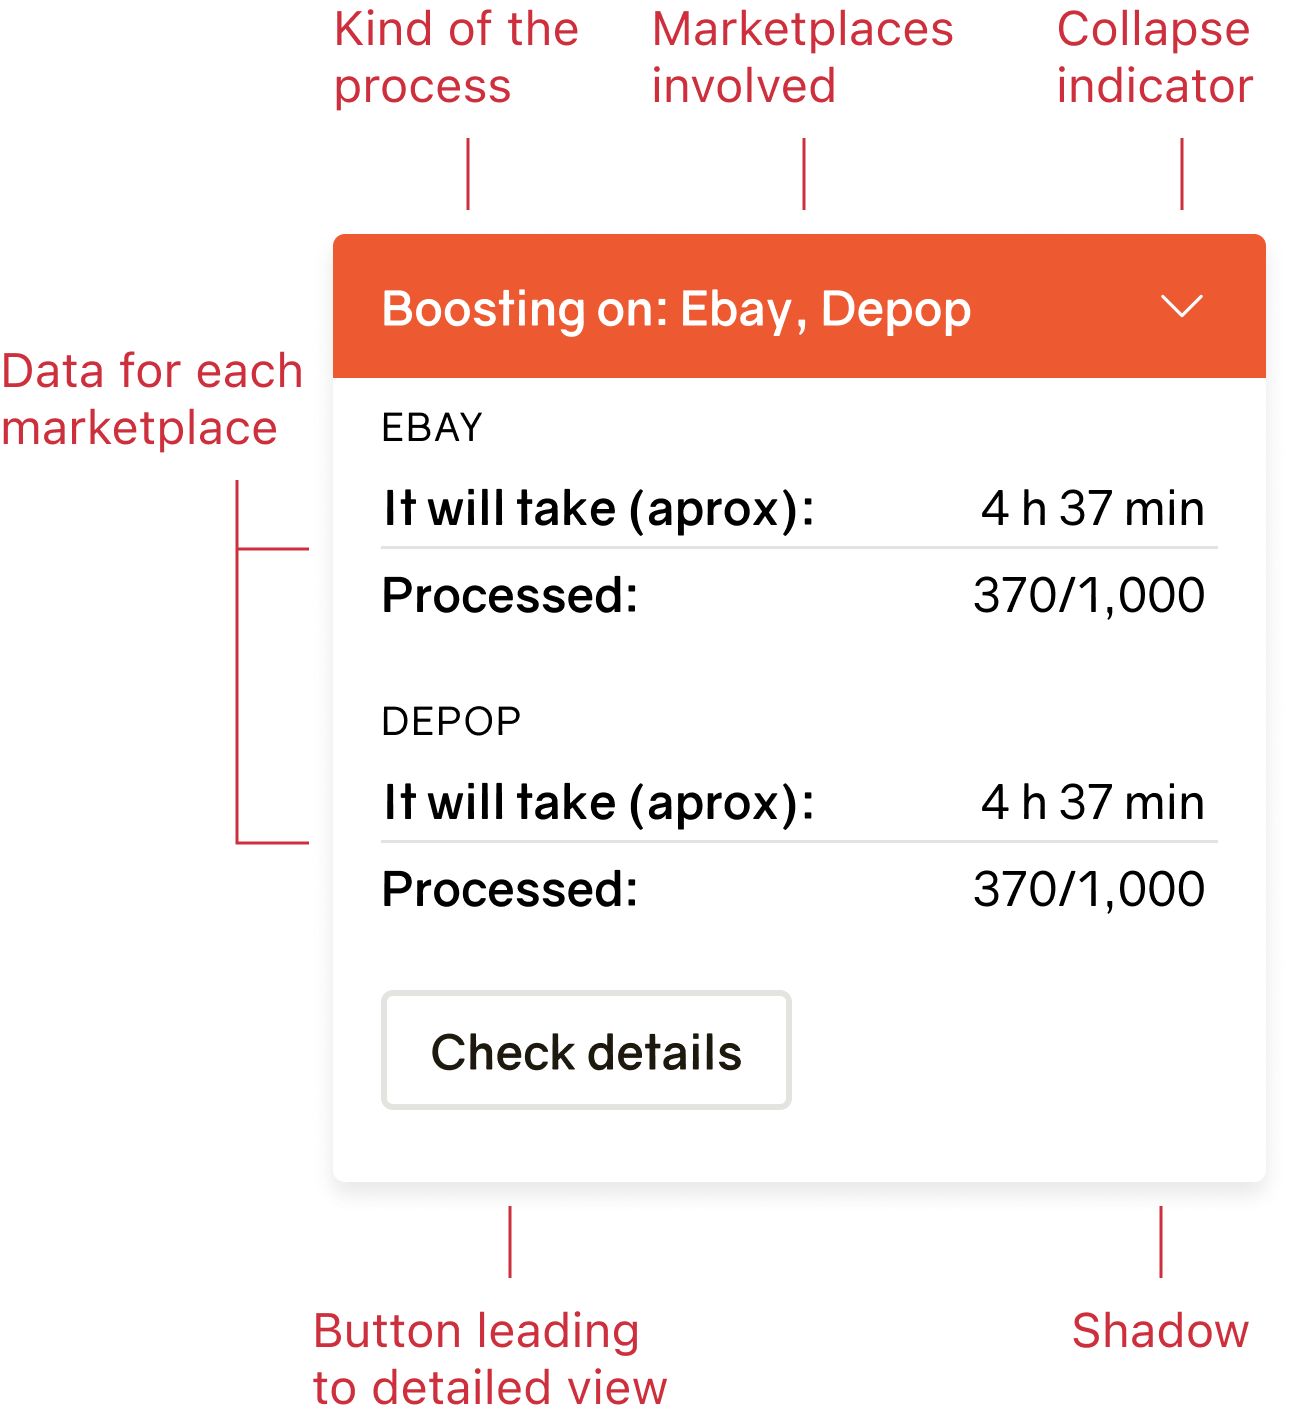 Kind of the
process
Marketplaces
involved
Collapse
indicator
Boosting on: Ebay, Depop
Data for each
marketplace
EBAY
It will take (aprox): 4 h 37 min
Processed: 370/1,000
DEPOP
It will take (aprox): 4 h 37 min
Processed: 370/1,000
Check details
Button leading
to detailed view
Shadow